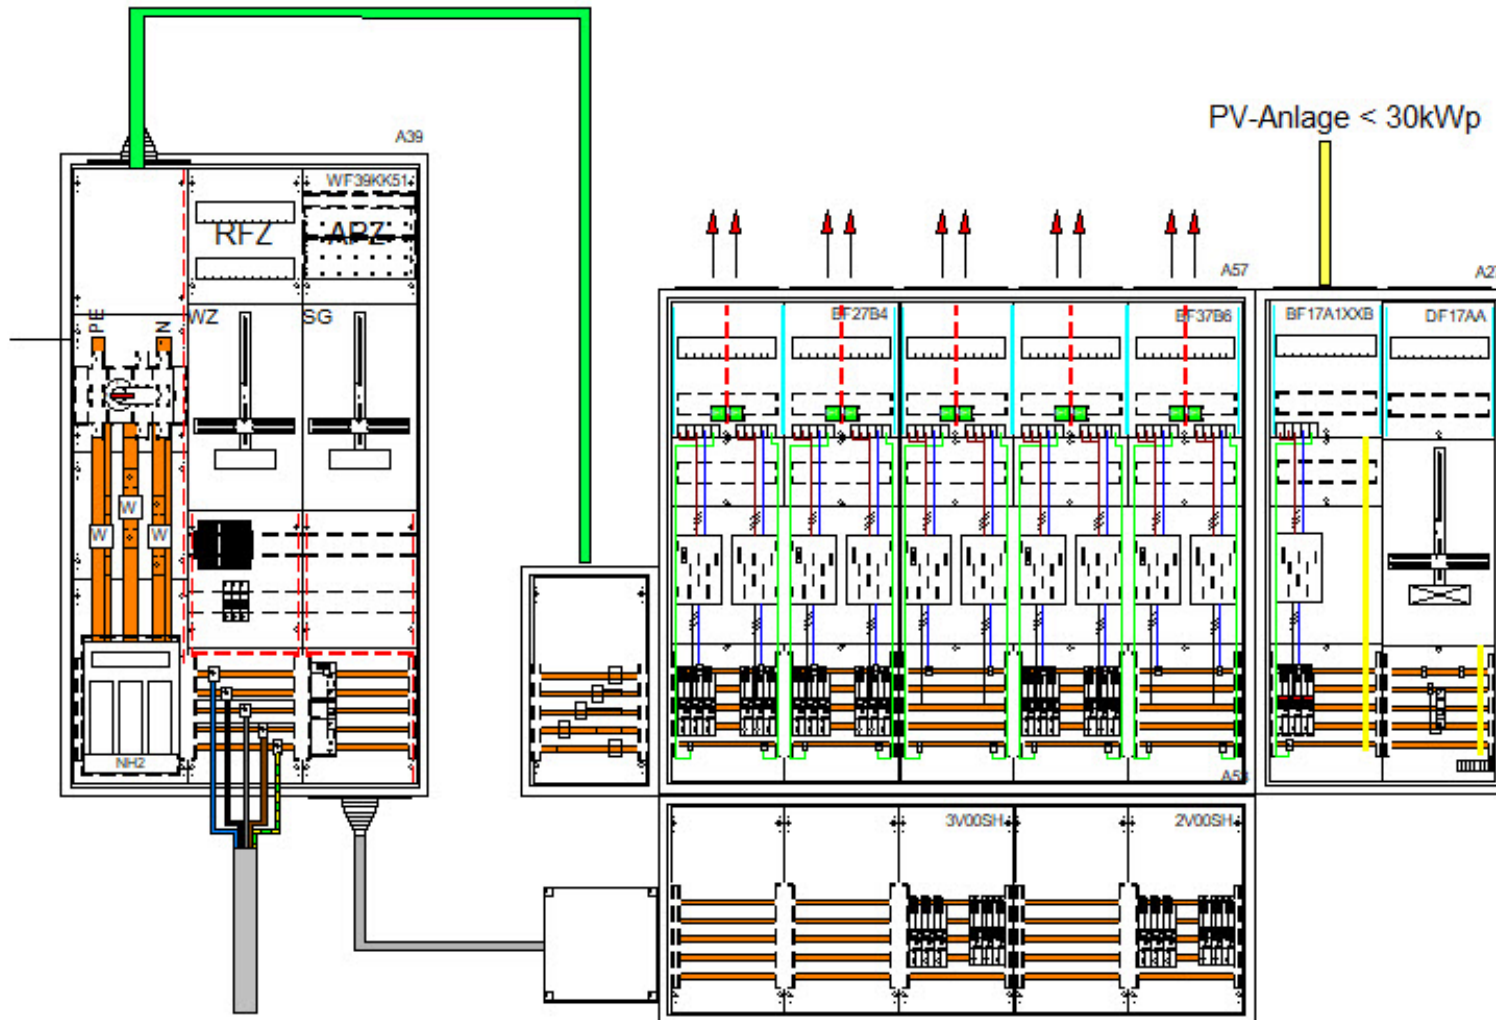 PV-Anlage < 30kWp
A39
WF39KK51
RFZ
APZ
A57
BF27B4
BF37B6
BF17A1XXB
DF17AA
PE
N
WZ
SG
W
W
W
NH2
3V00SH
2V00SH